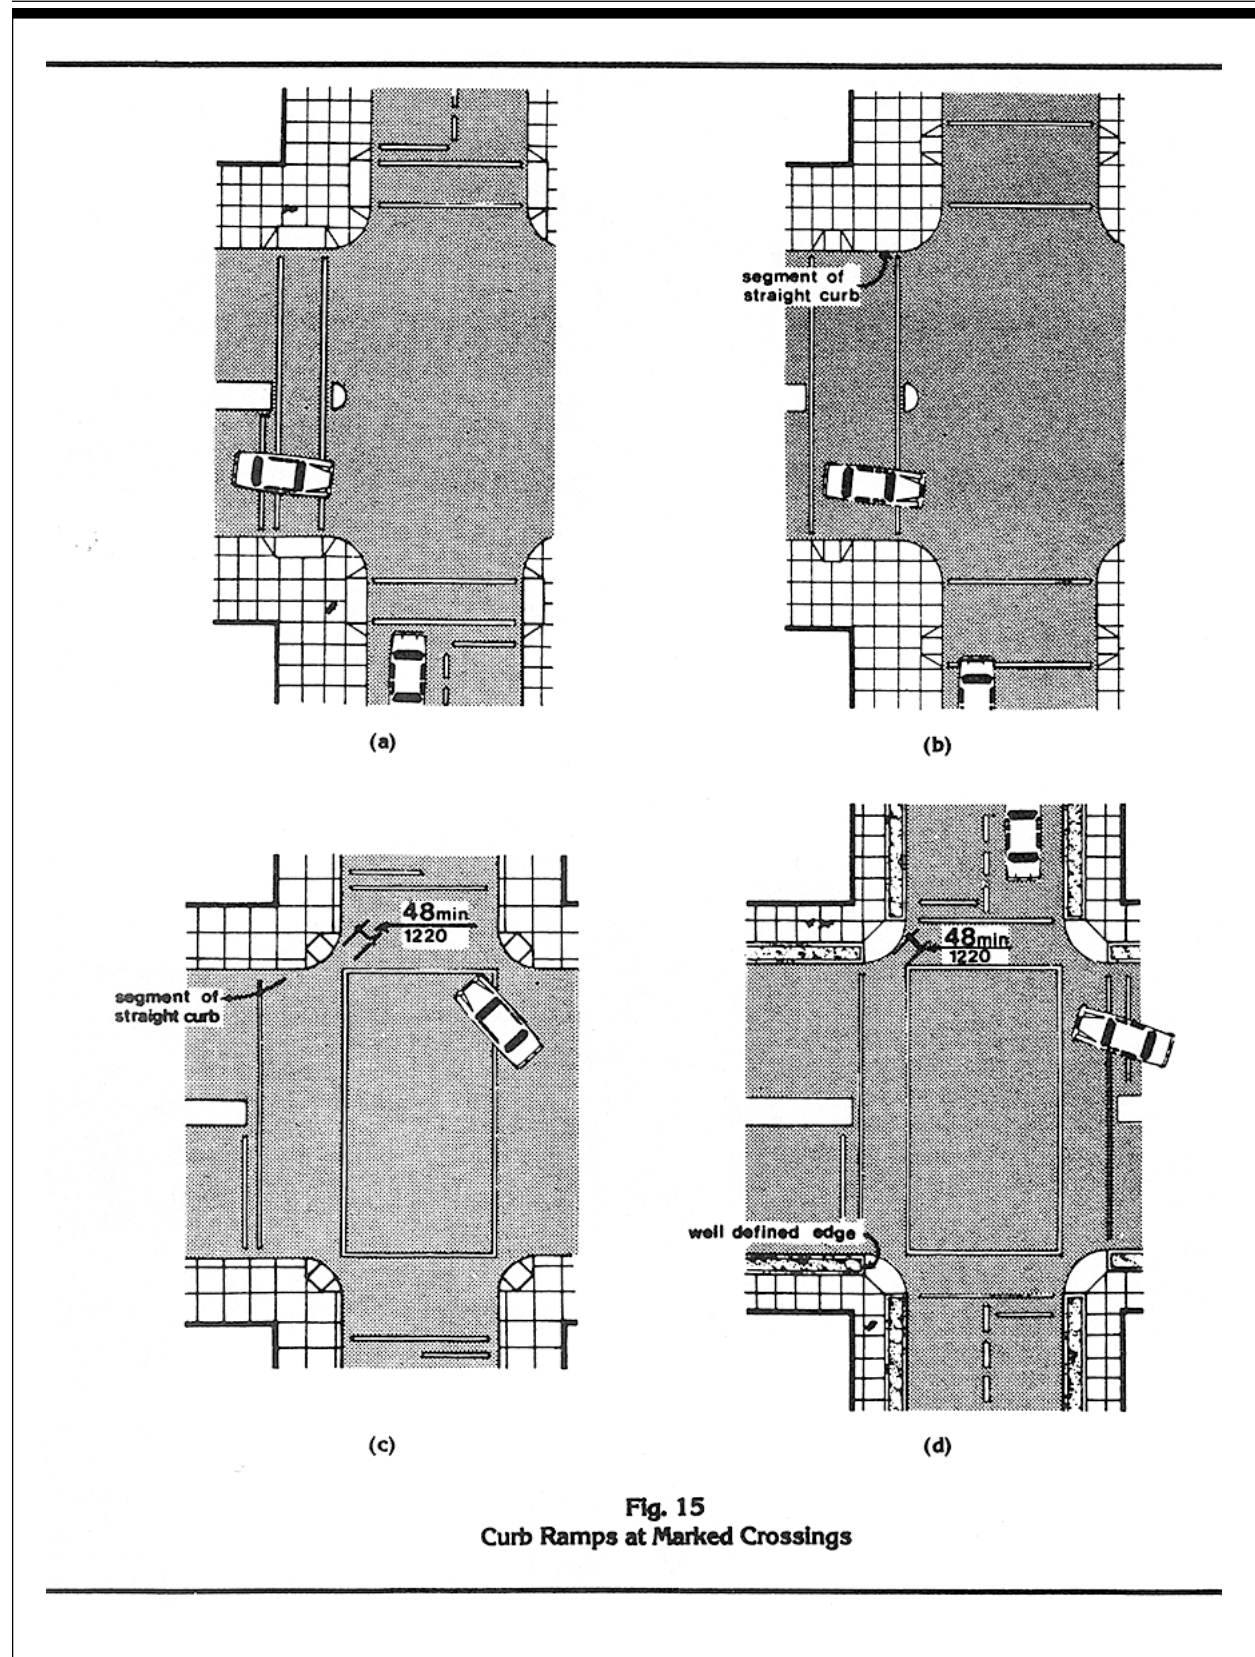 segment of
straight curb
(a)
(b)
48min
1220
segment of
straight curb
48min
1220
well defined edge
(c)
(d)
Fig. 15
Curb Ramps at Marked Crossings